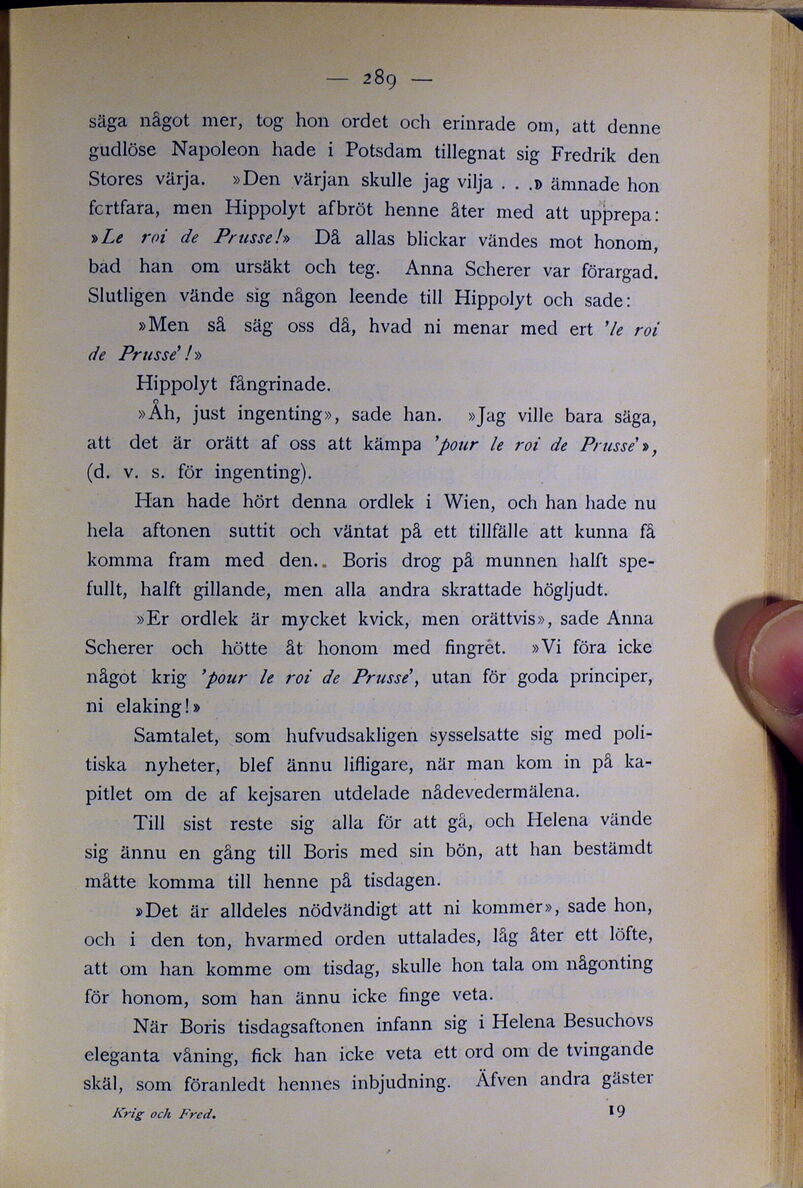 — 289 —
säga något mer, tog hon ordet och erinrade om, att denne
gudlöse Napoleon hade i Potsdam tillegnat sig Fredrik den
Stores värja. »Den värjan skulle jag vilja . . .» ämnade hon
fortfara, men Hippolyt afbröt henne åter med att upprepa:
»Le roi de Prusse!» Då allas blickar vändes mot honom,
bad han om ursäkt och teg. Anna Scherer var förargad.
Slutligen vände sig någon leende till Hippolyt och sade:
»Men så säg oss då, hvad ni menar med ert 'le roi
de Prusse' !»
Hippolyt fångrinade.
»Åh, just ingenting», sade han. »Jag ville bara säga,
att det är orätt af oss att kämpa 'pour le roi de Prusse'»,
(d. v. s. för ingenting).
Han hade hört denna ordlek i Wien, och han hade nu
hela aftonen suttit och väntat på ett tillfälle att kunna få
komma fram med den.. Boris drog på munnen halft spe-
fullt, halft gillande, men alla andra skrattade högljudt.
»Er ordlek är mycket kvick, men orättvis», sade Anna
Scherer och hötte åt honom med fingret. »Vi föra icke
något krig 'pour le roi de Prusse', utan för goda principer,
ni elaking!»
Samtalet, som hufvudsakligen sysselsatte sig med poli-
tiska nyheter, blef ännu lifligare, när man kom in på ka-
pitlet om de af kejsaren utdelade nådevedermälena.
Till sist reste sig alla för att gå, och Helena vände
sig ännu en gång till Boris med sin bön, att han bestämdt
måtte komma till henne på tisdagen.
»Det är alldeles nödvändigt att ni kommer», sade hon,
och i den ton, hvarmed orden uttalades, låg åter ett löfte,
att om han komme om tisdag, skulle hon tala om någonting
för honom, som han ännu icke finge veta.
När Boris tisdagsaftonen infann sig i Helena Besuchovs
eleganta våning, fick han icke veta ett ord om de tvingande
skäl, som föranledt hennes inbjudning. Äfven andra gäster
Krig och Fred. 19